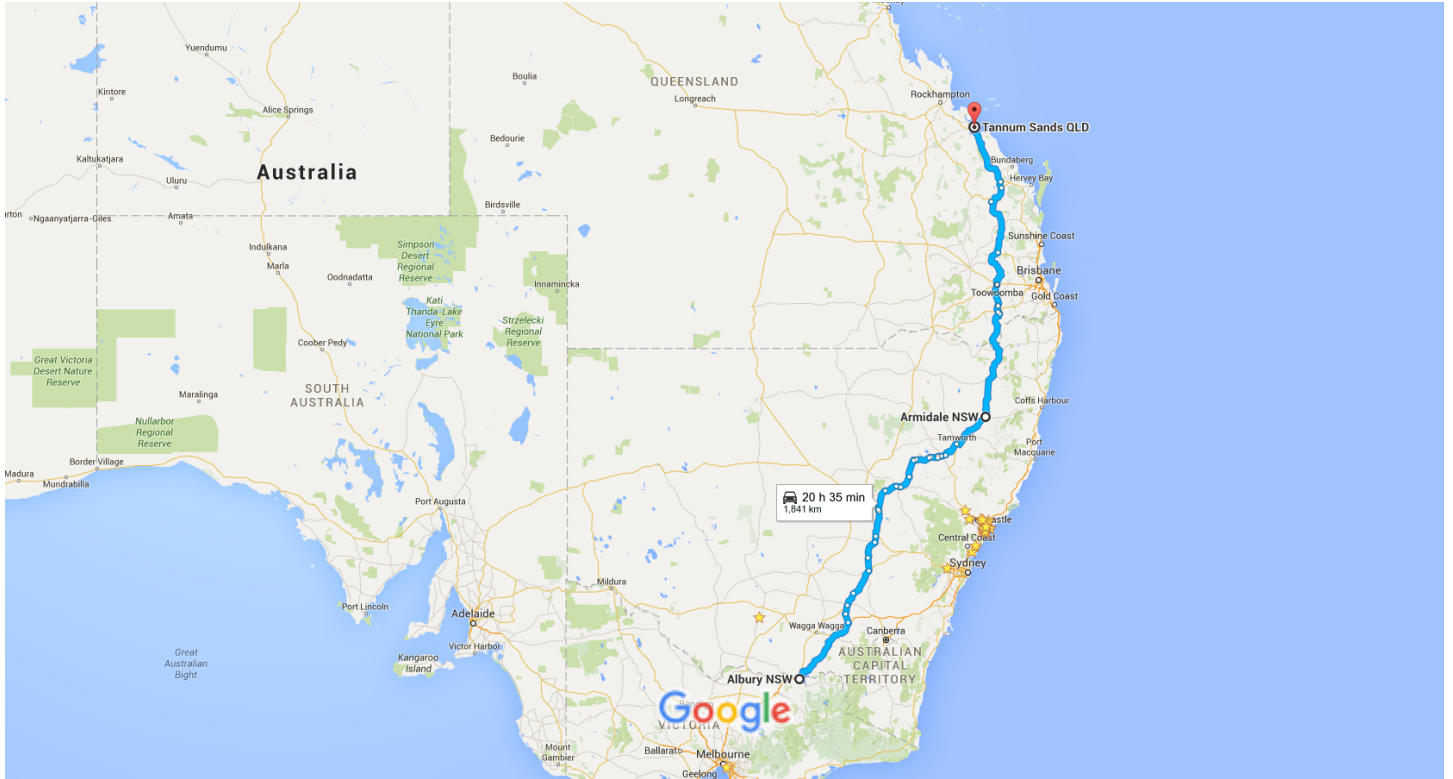 Yuendumu
Kintore
Alice Springs
Boulia
QUEENSLAND
Longreach
Rockhampton
Tannum Sands QLD
Bedourie
Kaltukatjara
Uluru
Australia
Bundaberg
Hervey Bay
Birdsville
Ngaanyatjarra-Giles
Amata
Indulkana
Marla
Simpson
Desert
Regional
Reserve
Sunshine Coast
Oodnadatta
Innamincka
Brisbane
Toowoomba
Gold Coast
Kati
Thanda-Lake
Eyre
National Park
Strzelecki
Regional
Reserve
Coober Pedy
Great Victoria
Desert Nature
Reserve
SOUTH
AUSTRALIA
Maralinga
Nullarbor
Regional
Reserve
Coffs Harbour
Armidale NSW
Tamworth
Port
Macquarie
Border Village
Madura
Mundrabilla
Port Augusta
20 h 35 min
1,841 km
Central Coast
Sydney
Mildura
Port Lincoln
Adelaide
Victor Harbor
Kangaroo
Island
Great
Australian
Bight
Wagga Wagga
Canberra
AUSTRALIAN
CAPITAL
TERRITORY
Albury NSW
Google
VICTORIA
Mount
Gambier
Ballarat
Melbourne
Geelong